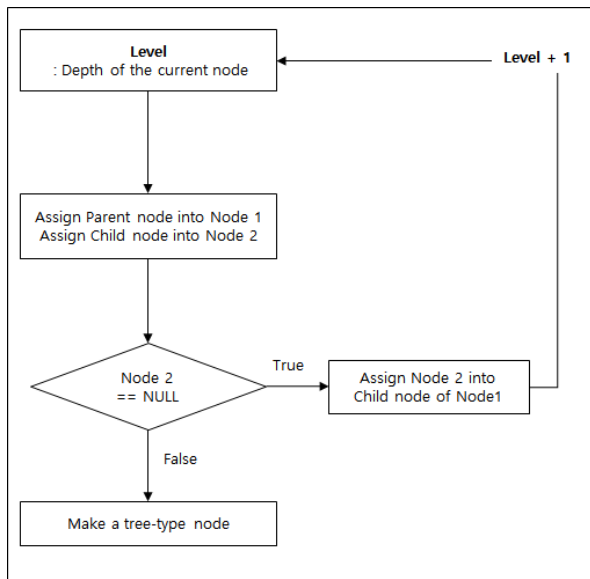 Level
: Depth of the current node
Level + 1
Assign Parent node into Node 1
Assign Child node into Node 2
Node 2
== NULL
True
Assign Node 2 into
Child node of Node1
False
Make a tree-type node